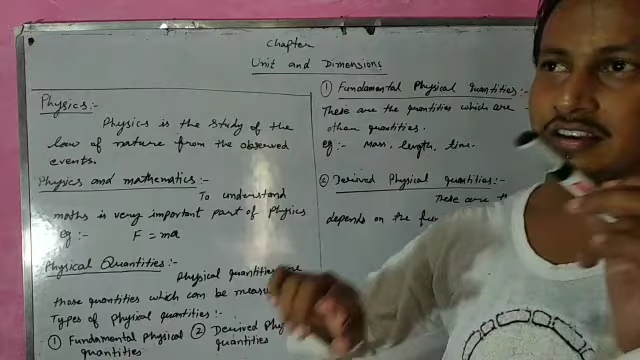 Chapter
Unit and Dimensions
Physics:-
Physics is the study of the
law of nature from the observed
events.
Physics and mathematics:-
To understand
maths is very important part of Physics
eg:- F = ma
Physical Quantities:-
Physical quantities are
those quantities which can be
Types of Physical quantities:-
① Fundamental Physical quantities
② Derived quantities
① Fundamental Physical quantities:-
These are the quantities which are
other quantities.
eg:- Mass, length, time.
② Derived Physical quantities:-
These are
depends on the